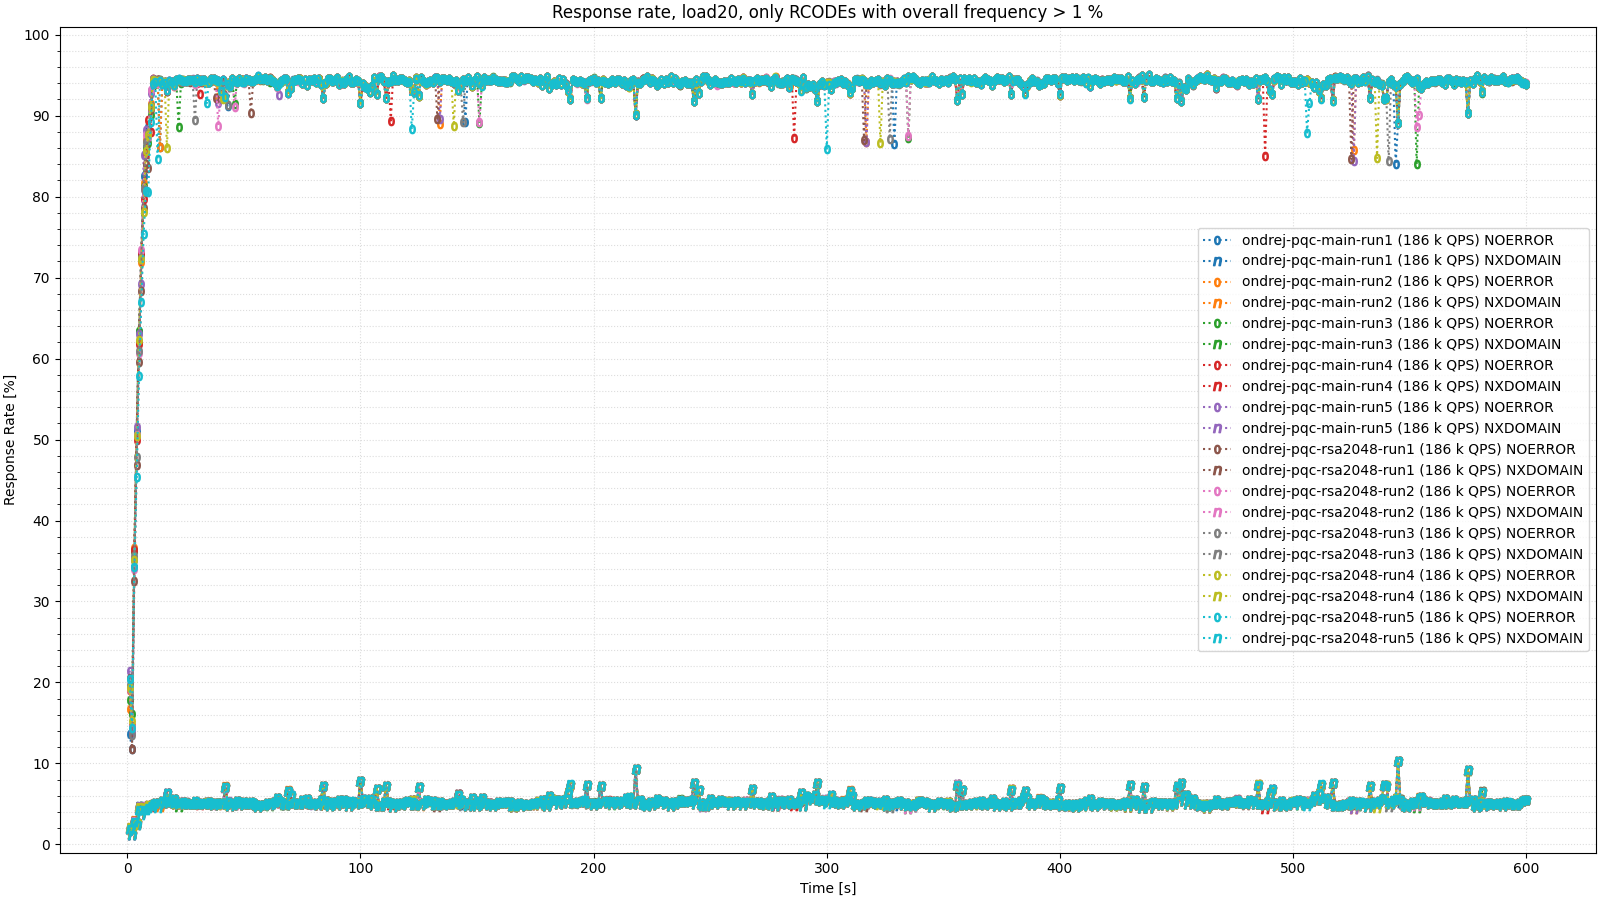 Response rate, load20, only RCODEs with overall frequency > 1 %
Response Rate [%]
100
90
80
70
60
50
40
30
20
10
0
ondrej-pqc-main-run1 (186 k QPS) NOERROR
ondrej-pqc-main-run1 (186 k QPS) NXDOMAIN
ondrej-pqc-main-run2 (186 k QPS) NOERROR
ondrej-pqc-main-run2 (186 k QPS) NXDOMAIN
ondrej-pqc-main-run3 (186 k QPS) NOERROR
ondrej-pqc-main-run3 (186 k QPS) NXDOMAIN
ondrej-pqc-main-run4 (186 k QPS) NOERROR
ondrej-pqc-main-run4 (186 k QPS) NXDOMAIN
ondrej-pqc-main-run5 (186 k QPS) NOERROR
ondrej-pqc-main-run5 (186 k QPS) NXDOMAIN
ondrej-pqc-rsa2048-run1 (186 k QPS) NOERROR
ondrej-pqc-rsa2048-run1 (186 k QPS) NXDOMAIN
ondrej-pqc-rsa2048-run2 (186 k QPS) NOERROR
ondrej-pqc-rsa2048-run2 (186 k QPS) NXDOMAIN
ondrej-pqc-rsa2048-run3 (186 k QPS) NOERROR
ondrej-pqc-rsa2048-run3 (186 k QPS) NXDOMAIN
ondrej-pqc-rsa2048-run4 (186 k QPS) NOERROR
ondrej-pqc-rsa2048-run4 (186 k QPS) NXDOMAIN
ondrej-pqc-rsa2048-run5 (186 k QPS) NOERROR
ondrej-pqc-rsa2048-run5 (186 k QPS) NXDOMAIN
0 100 200 300 400 500 600
Time [s]